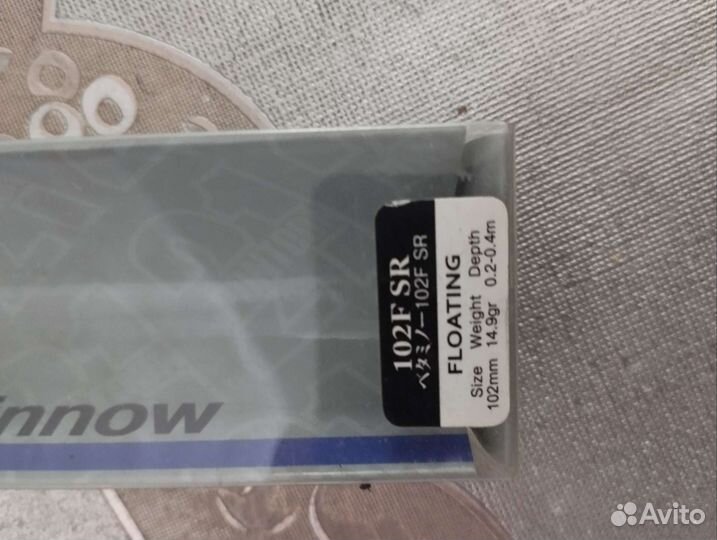 102F SR
ベタミノー102F SR
FLOATING
Size Weight Depth
102mm 14.9gr 0.2-0.4m
innow
Avito